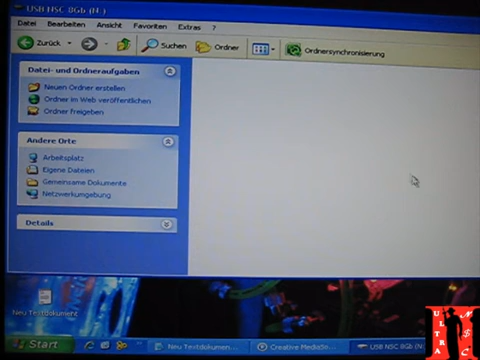 USB NSC 8Gb (N:)
Datei Bearbeiten Ansicht Favoriten Extras ?
Zurück Suchen Ordner Ordnersynchronisierung
Datei- und Ordneraufgaben
Neuen Ordner erstellen
Ordner im Web veröffentlichen
Ordner freigeben
Andere Orte
Arbeitsplatz
Eigene Dateien
Gemeinsame Dokumente
Netzwerkumgebung
Details
Neu Textdokument
Start Neu Textdokumen... Creative MediaSo... USB NSC 8Gb (N:
ULTRA